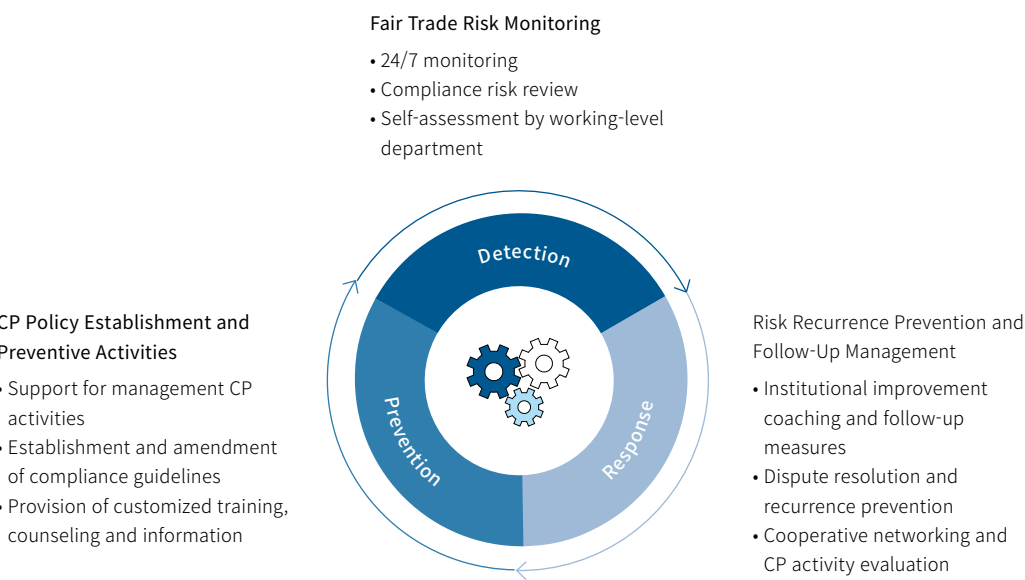 Fair Trade Risk Monitoring
• 24/7 monitoring
• Compliance risk review
• Self-assessment by working-level
department
Detection
CP Policy Establishment and
Preventive Activities
• Support for management CP
activities
• Establishment and amendment
of compliance guidelines
• Provision of customized training,
counseling and information
Prevention
Response
Risk Recurrence Prevention and
Follow-Up Management
• Institutional improvement
coaching and follow-up
measures
• Dispute resolution and
recurrence prevention
• Cooperative networking and
CP activity evaluation